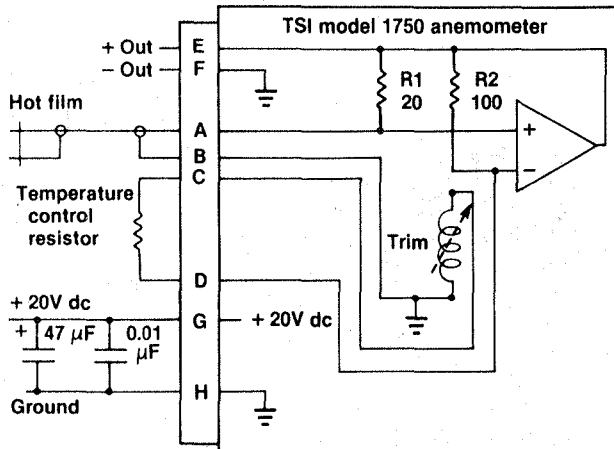 TSI model 1750 anemometer
+ Out
E
− Out
F
R1
20
R2
100
Hot film
A
+
B
−
C
Temperature
control
resistor
Trim
D
+ 20V dc
G
+ 20V dc
+
47 μF
0.01
μF
H
Ground